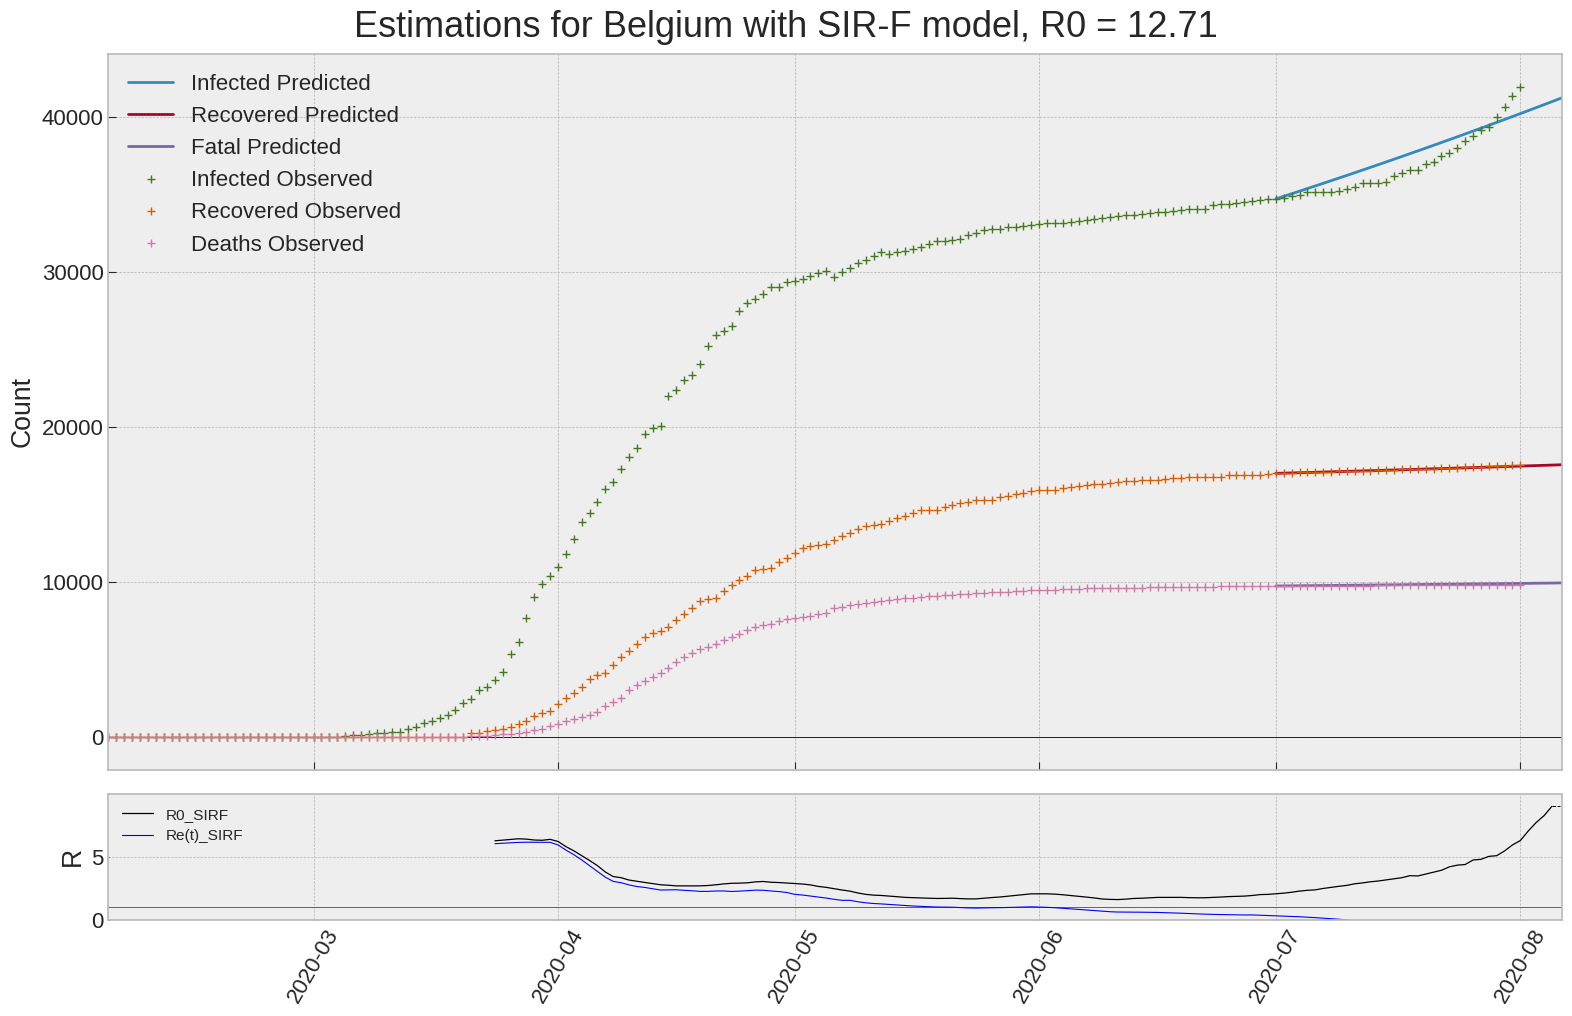 Estimations for Belgium with SIR-F model, R0 = 12.71
Infected Predicted
Recovered Predicted
Fatal Predicted
Infected Observed
Recovered Observed
Deaths Observed
Count
40000
30000
20000
10000
0
R0_SIRF
Re(t)_SIRF
R
5
0
2020-03
2020-04
2020-05
2020-06
2020-07
2020-08